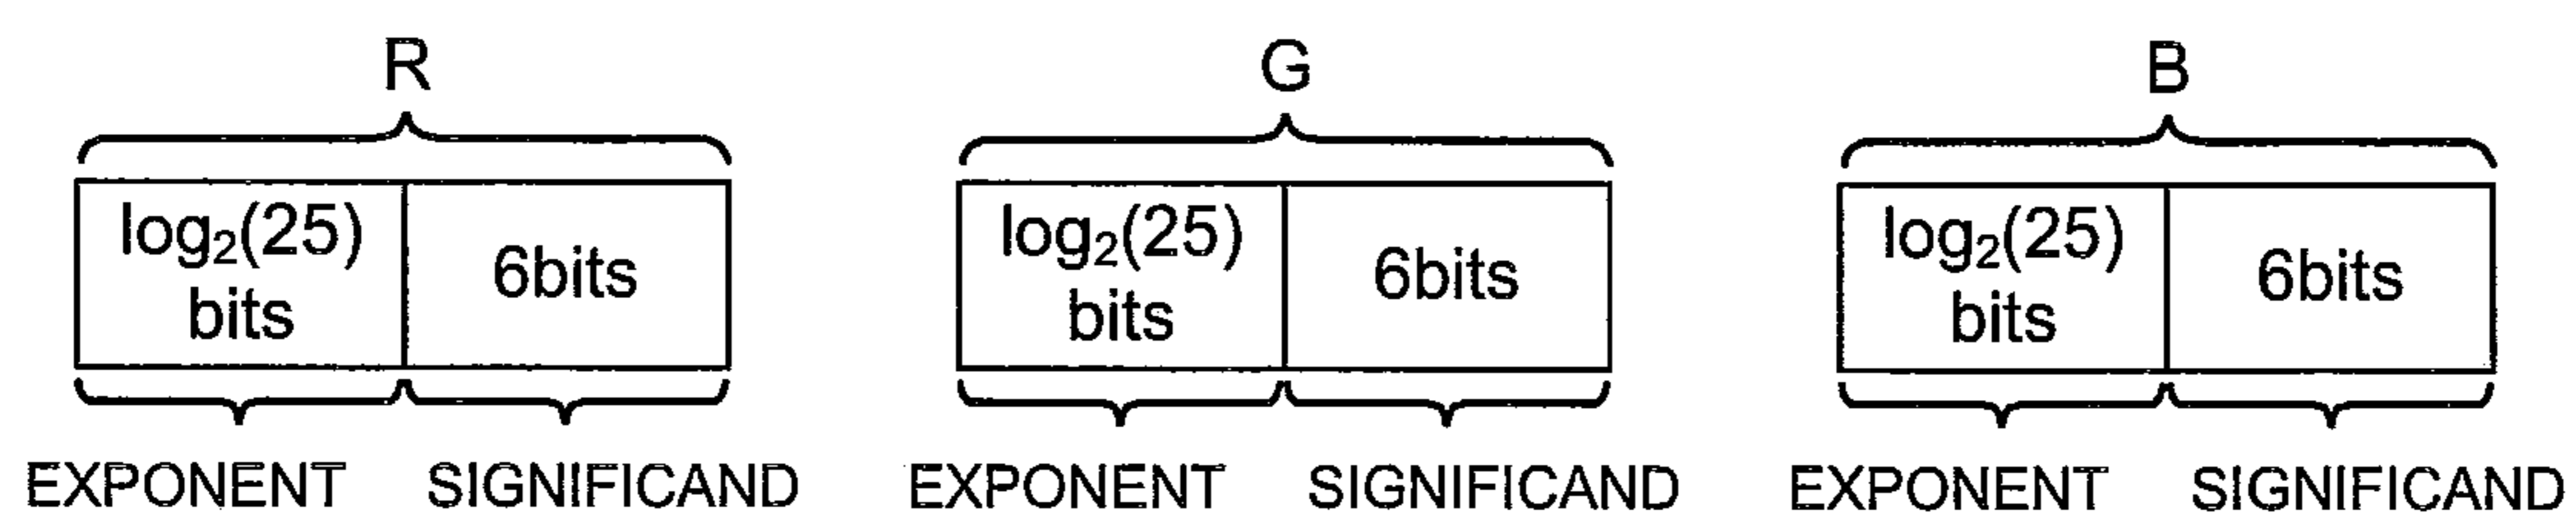 R G B
log₂(25) bits 6bits log₂(25) bits 6bits log₂(25) bits 6bits
EXPONENT SIGNIFICAND EXPONENT SIGNIFICAND EXPONENT SIGNIFICAND